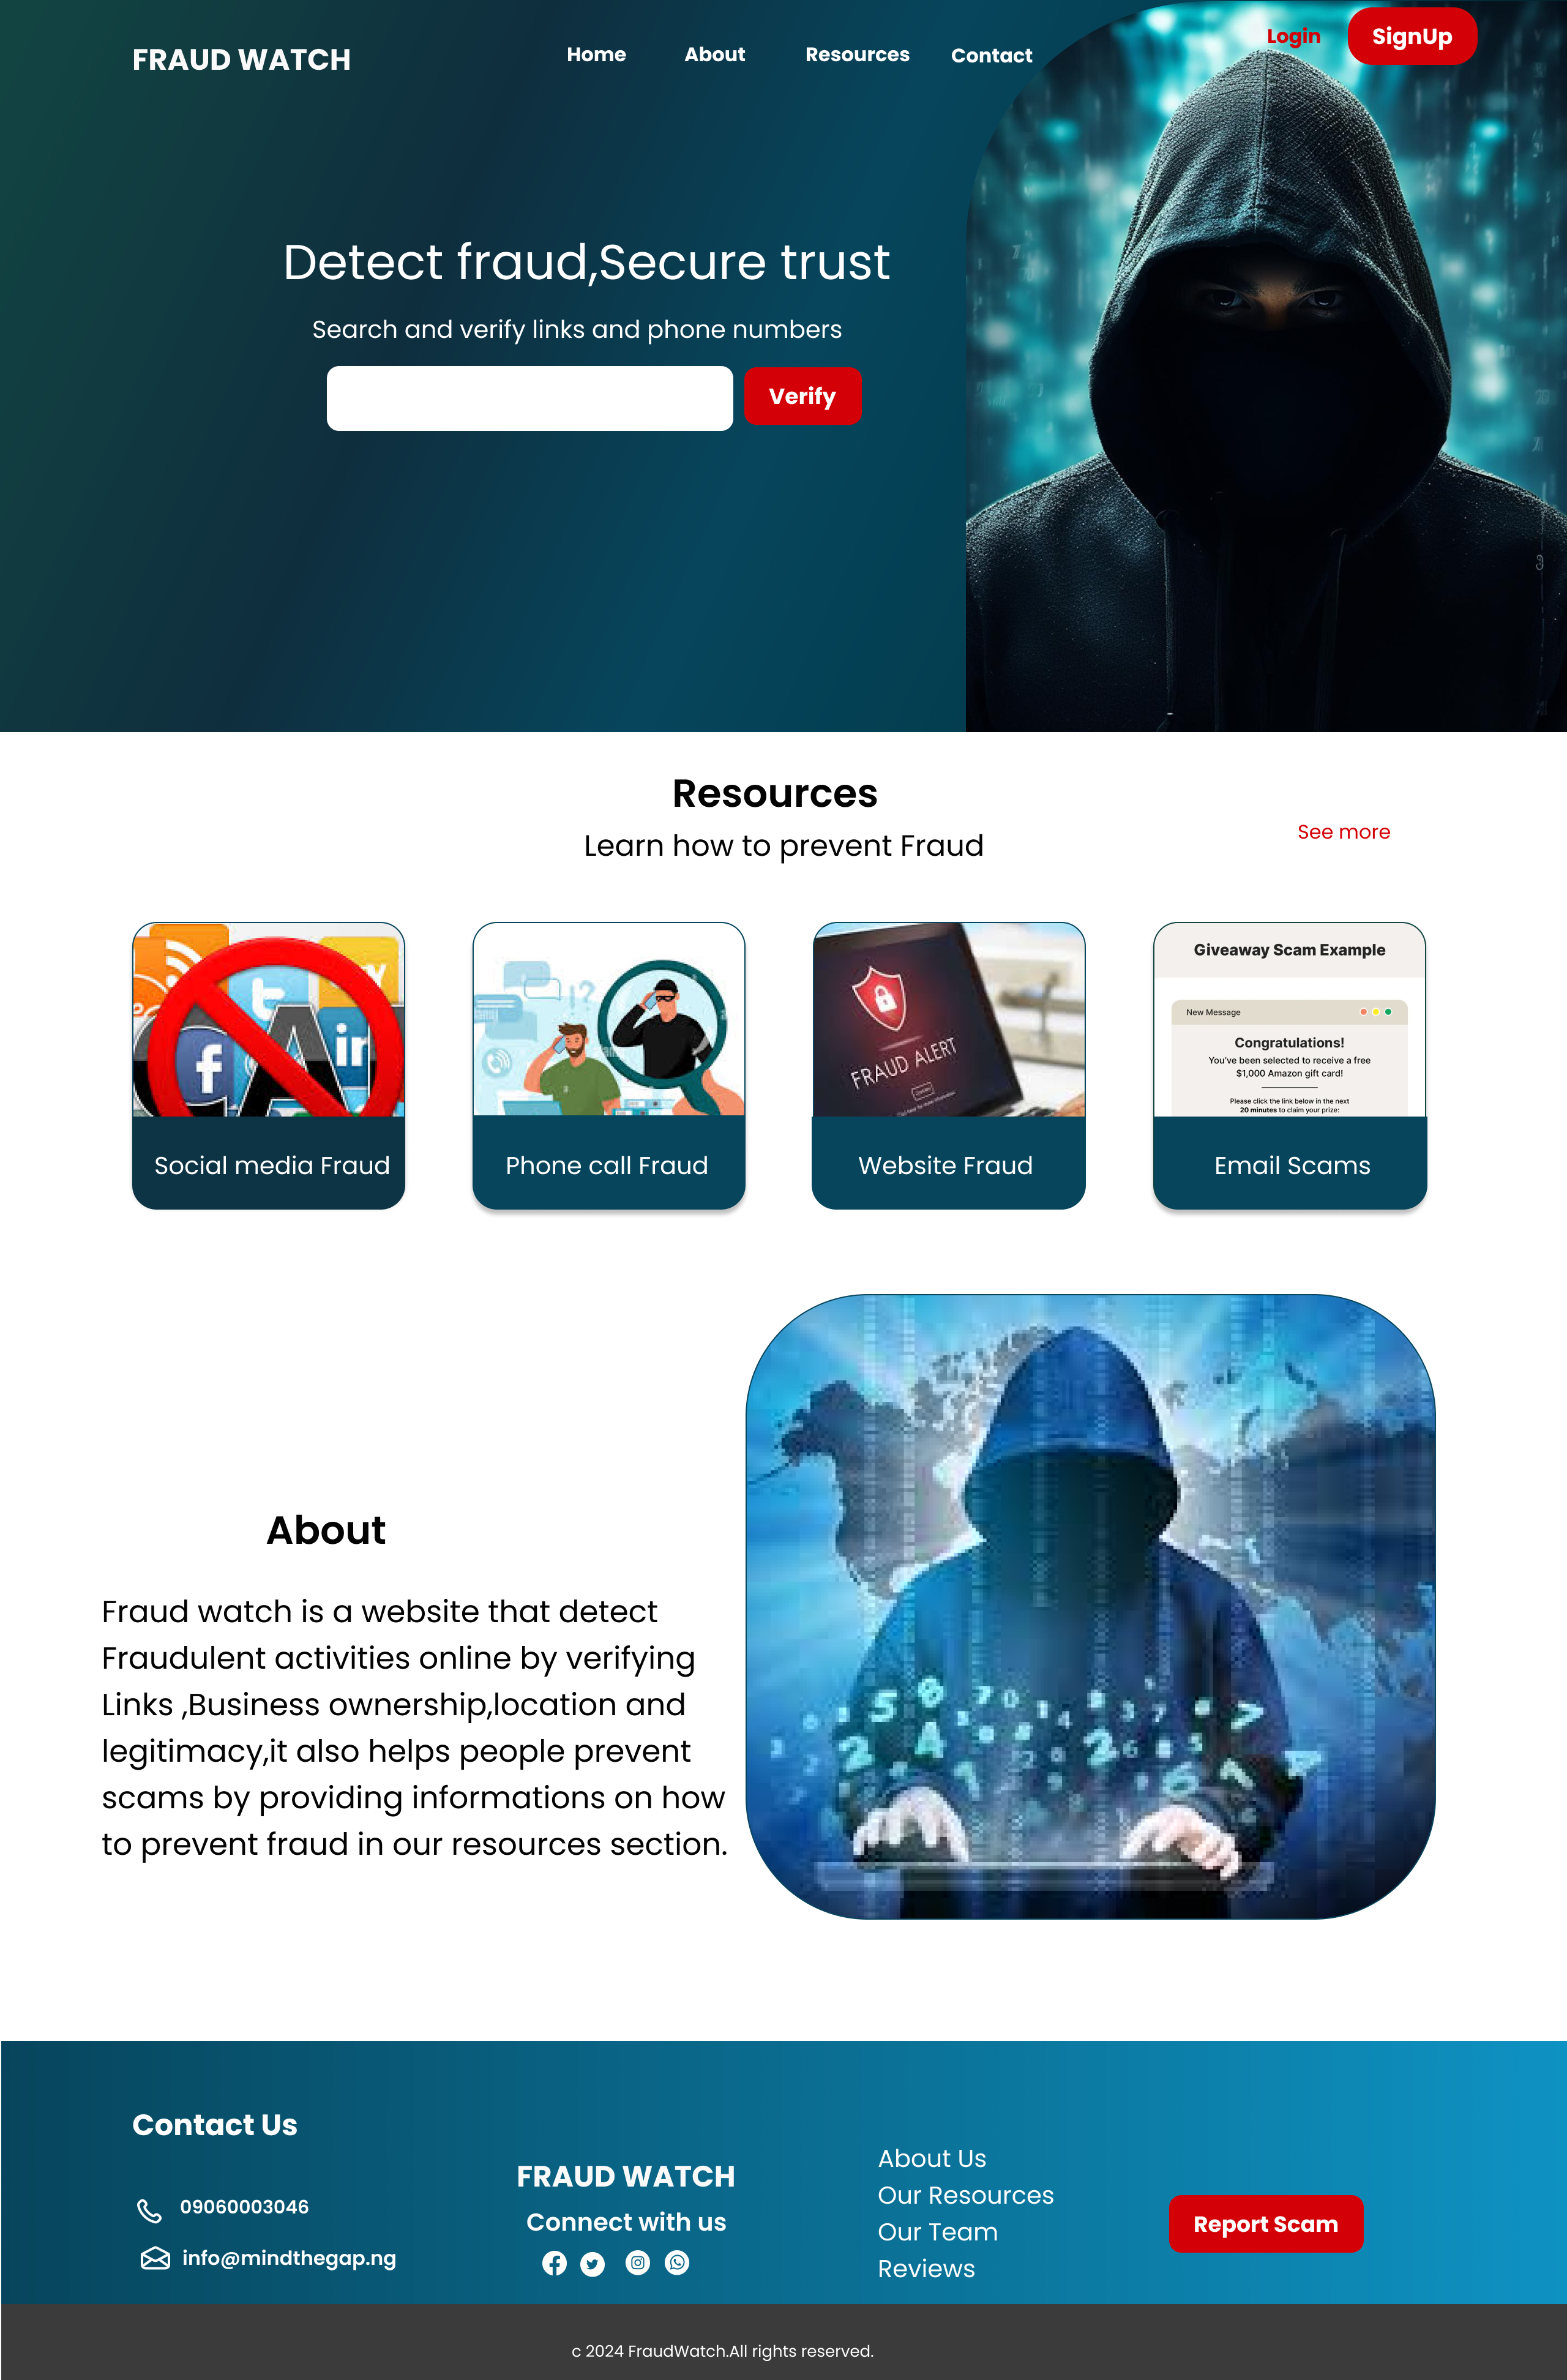 FRAUD WATCH
Home About Resources Contact
Login SignUp
Detect fraud,Secure trust
Search and verify links and phone numbers
Verify
Resources
Learn how to prevent Fraud
See more
FRAUD ALERT
Giveaway Scam Example
New Message
Congratulations!
You've been selected to receive a free
$1,000 Amazon gift card!
Please click the link below in the next
20 minutes to claim your prize:
Social media Fraud
Phone call Fraud
Website Fraud
Email Scams
About
Fraud watch is a website that detect
Fraudulent activities online by verifying
Links ,Business ownership,location and
legitimacy,it also helps people prevent
scams by providing informations on how
to prevent fraud in our resources section.
Contact Us
09060003046
info@mindthegap.ng
FRAUD WATCH
Connect with us
About Us
Our Resources
Our Team
Reviews
Report Scam
c 2024 FraudWatch.All rights reserved.